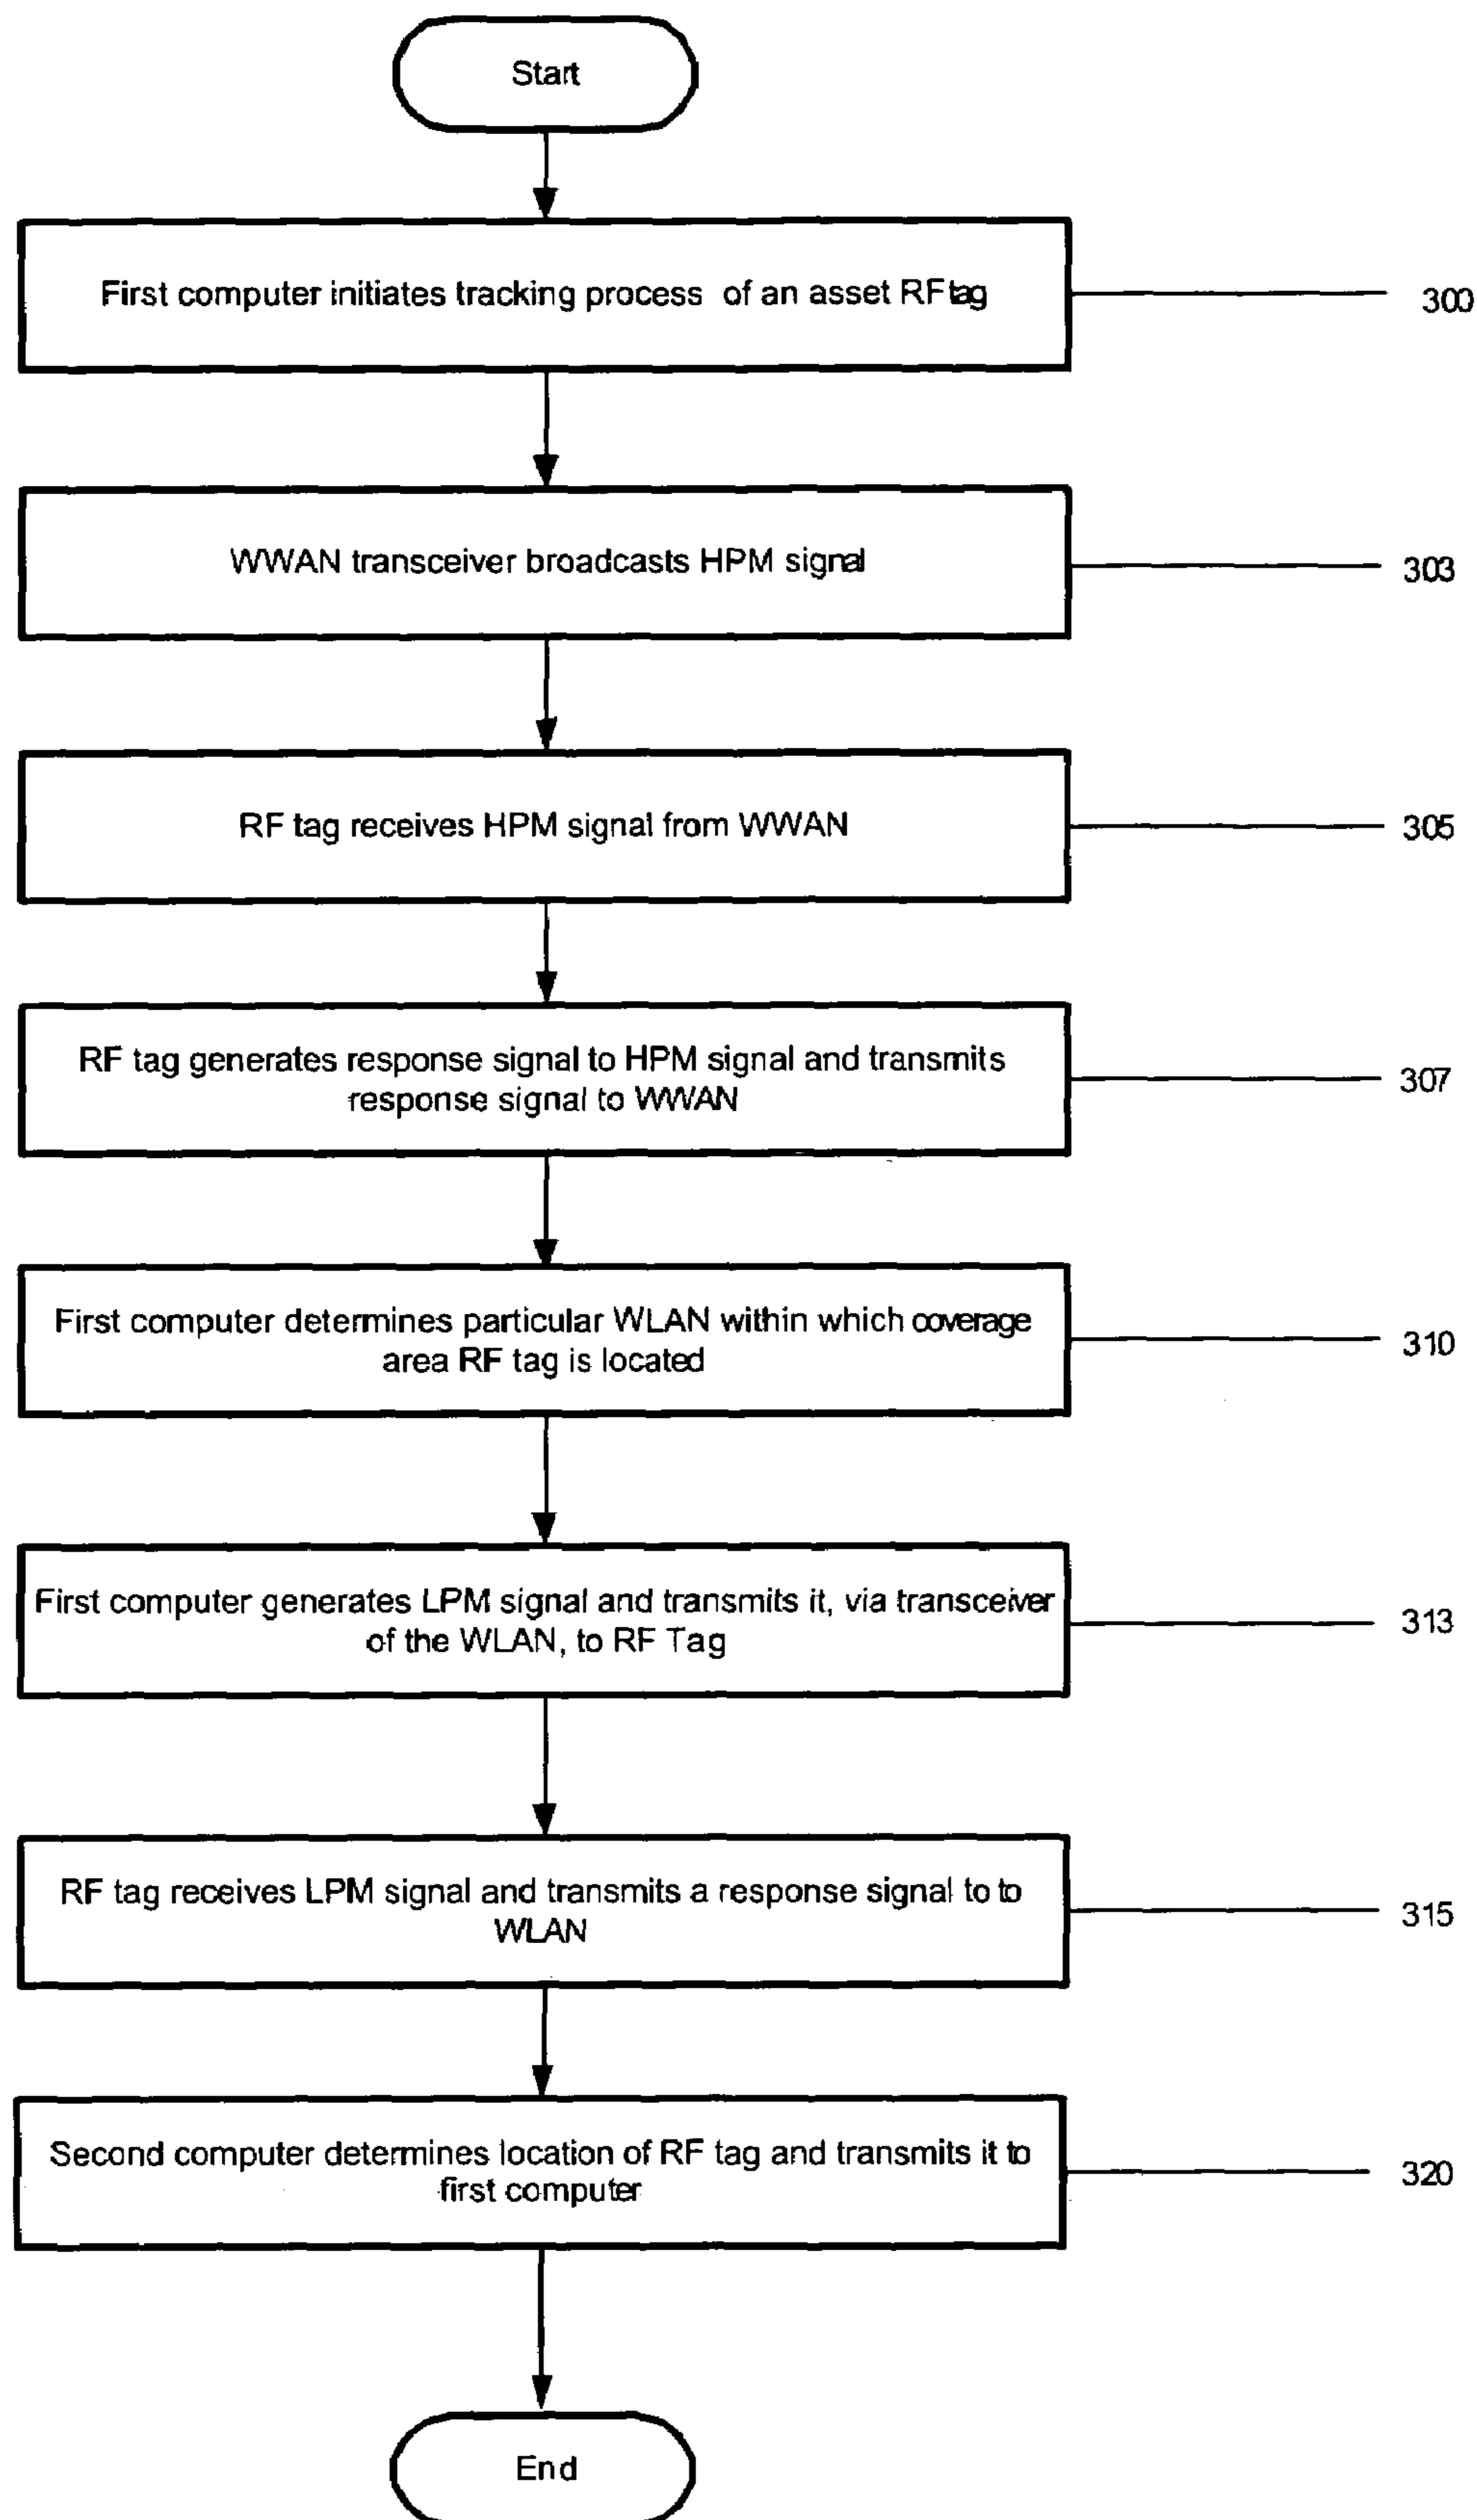 Start
First computer initiates tracking process of an asset RF tag
300
WWAN transceiver broadcasts HPM signal
303
RF tag receives HPM signal from WWAN
305
RF tag generates response signal to HPM signal and transmits
response signal to WWAN
307
First computer determines particular WLAN within which coverage
area RF tag is located
310
First computer generates LPM signal and transmits it, via transceiver
of the WLAN, to RF Tag
313
RF tag receives LPM signal and transmits a response signal to to
WLAN
315
Second computer determines location of RF tag and transmits it to
first computer
320
End